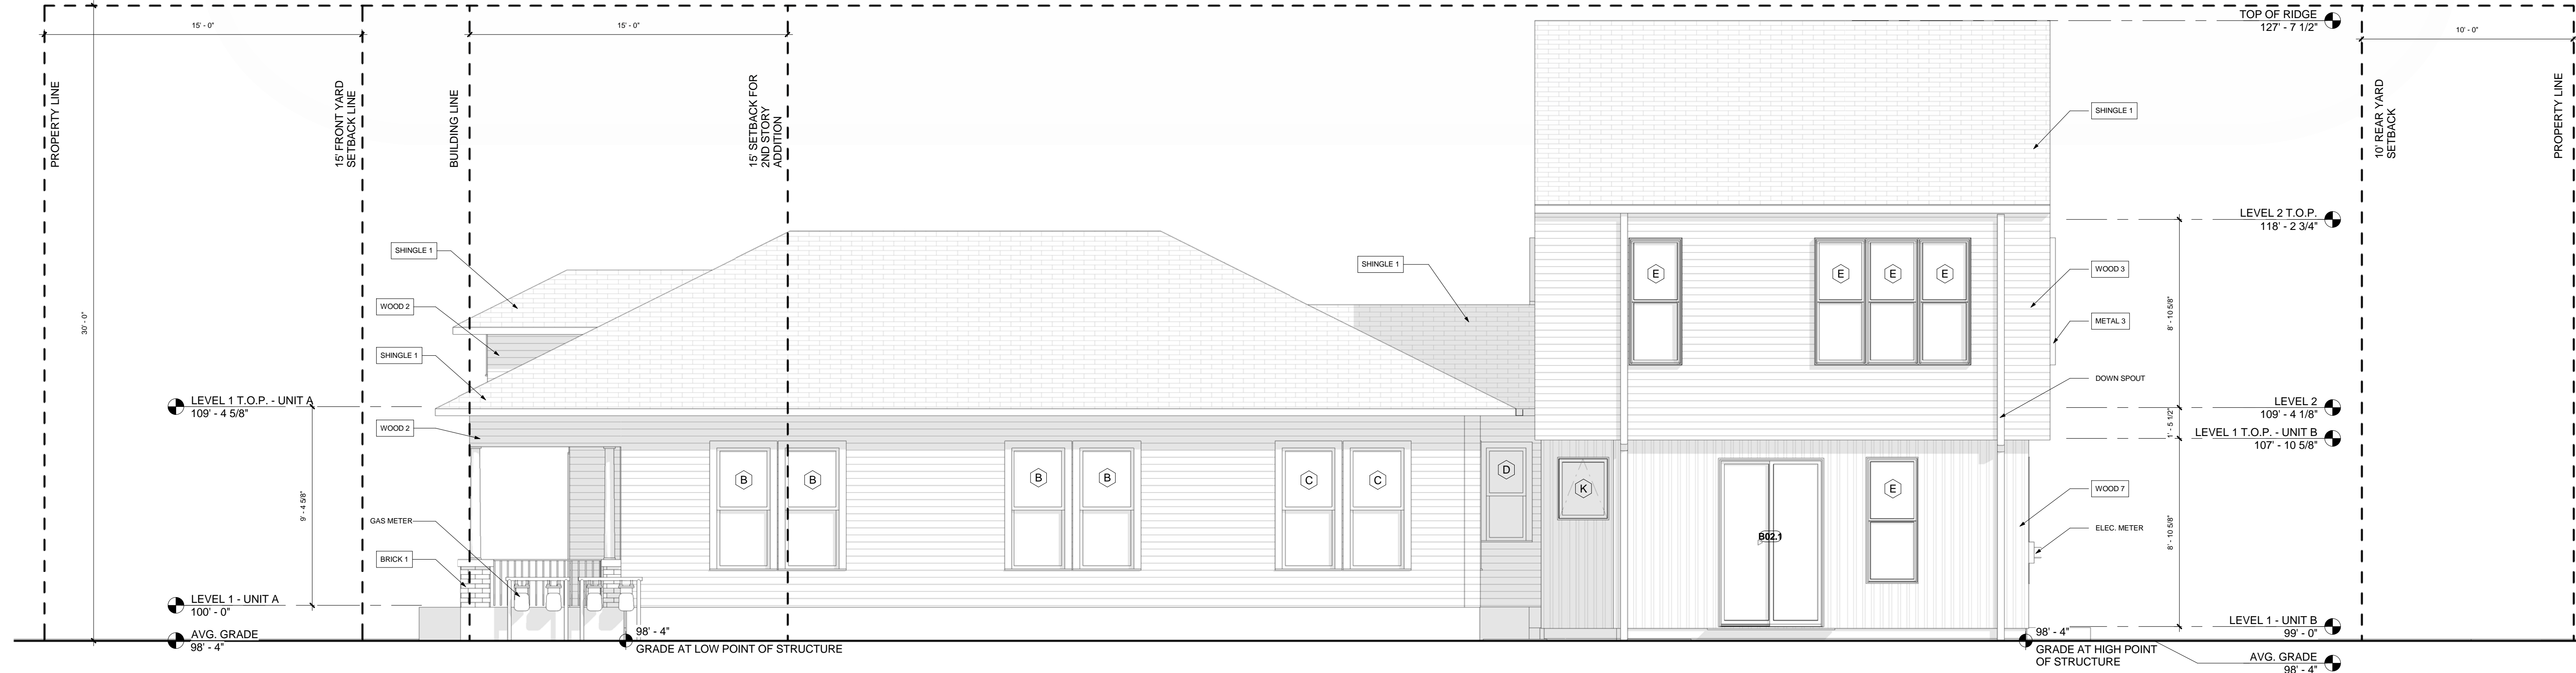 15' - 0"
15' - 0"
10' - 0"
TOP OF RIDGE
127' - 7 1/2"
PROPERTY LINE
15' FRONT YARD
SETBACK LINE
BUILDING LINE
15' SETBACK FOR
2ND STORY
ADDITION
10' REAR YARD
SETBACK
PROPERTY LINE
SHINGLE 1
LEVEL 2 T.O.P.
118' - 2 3/4"
SHINGLE 1
SHINGLE 1
WOOD 3
E
E
E
E
WOOD 2
30' - 0"
8' - 10 5/8"
METAL 3
SHINGLE 1
DOWN SPOUT
LEVEL 1 T.O.P. - UNIT A
109' - 4 5/8"
LEVEL 2
109' - 4 1/8"
WOOD 2
1' - 5 1/2"
LEVEL 1 T.O.P. - UNIT B
107' - 10 5/8"
B
B
B
B
C
C
D
K
E
WOOD 7
9' - 4 5/8"
GAS METER
B02.1
ELEC. METER
8' - 10 5/8"
BRICK 1
LEVEL 1 - UNIT A
100' - 0"
LEVEL 1 - UNIT B
99' - 0"
AVG. GRADE
98' - 4"
98' - 4"
GRADE AT LOW POINT OF STRUCTURE
98' - 4"
GRADE AT HIGH POINT
OF STRUCTURE
AVG. GRADE
98' - 4"